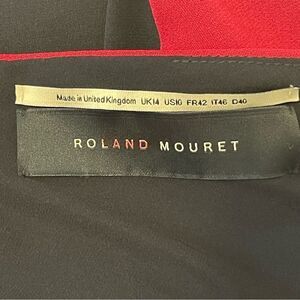 Made in United Kingdom UK14 US10 FR42 IT46 D40
ROLAND MOURET